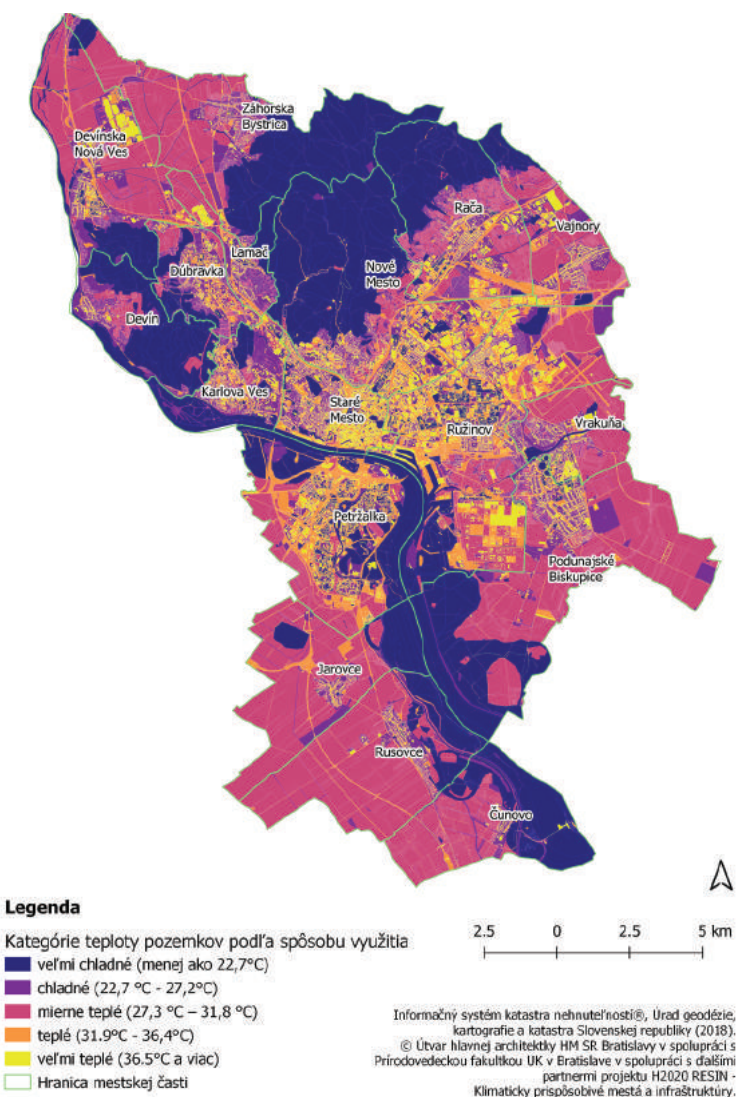 Záhorska
Bystrica
Devínska
Nová Ves
Rača
Vajnory
Lamač
Dúbravka
Nové
Mesto
Devín
Karlova Ves
Staré
Mesto
Ružinov
Vrakuňa
Petržalka
Podunajské
Biskupice
Jarovce
Rusovce
Čunovo
Legenda
Kategórie teploty pozemkov podľa spôsobu využitia
veľmi chladné (menej ako 22,7°C)
chladné (22,7 °C - 27,2°C)
mierne teplé (27,3 °C – 31,8 °C)
teplé (31.9°C - 36,4°C)
veľmi teplé (36.5°C a viac)
Hranica mestskej časti
2.5 0 2.5 5 km
Informačný systém katastra nehnuteľností®, Úrad geodézie,
kartografie a katastra Slovenskej republiky (2018).
© Útvar hlavnej architektky HM SR Bratislavy v spolupráci s
Prírodovedeckou fakultkou UK v Bratislave v spolupráci s ďalšími
partnermi projektu H2020 RESIN -
Klimaticky prispôsobivé mestá a infraštruktúry.